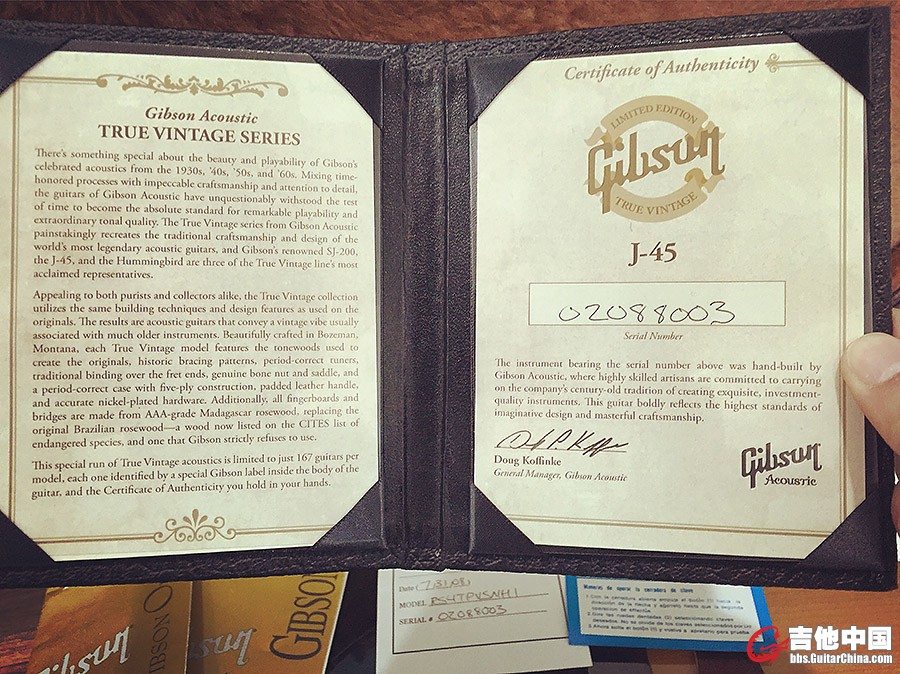 Gibson Acoustic
TRUE VINTAGE SERIES
There's something special about the beauty and playability of Gibson's
celebrated acoustics from the 1930s, '40s, '50s, and '60s. Mixing time-
honored processes with impeccable craftsmanship and attention to detail,
the guitars of Gibson Acoustic have unquestionably withstood the test
of time to become the absolute standard for remarkable playability and
extraordinary tonal quality. The True Vintage series from Gibson Acoustic
painstakingly recreates the traditional craftsmanship and design of the
world's most legendary acoustic guitars, and Gibson's renowned SJ-200,
the J-45, and the Hummingbird are three of the True Vintage line's most
acclaimed representatives.
Appealing to both purists and collectors alike, the True Vintage collection
utilizes the same building techniques and design features as used on the
originals. The results are acoustic guitars that convey a vintage vibe usually
associated with much older instruments. Beautifully crafted in Bozeman,
Montana, each True Vintage model features the tonewoods used to
create the originals, historic bracing patterns, period-correct tuners,
traditional binding over the fret ends, genuine bone nut and saddle, and
a period-correct case with five-ply construction, padded leather handle,
and accurate nickel-plated hardware. Additionally, all fingerboards and
bridges are made from AAA-grade Madagascar rosewood, replacing the
original Brazilian rosewood—a wood now listed on the CITES list of
endangered species, and one that Gibson strictly refuses to use.
This special run of True Vintage acoustics is limited to just 167 guitars per
model, each one identified by a special Gibson label inside the body of the
guitar, and the Certificate of Authenticity you hold in your hands.
Certificate of Authenticity
LIMITED EDITION
Gibson
TRUE VINTAGE
J-45
02088003
Serial Number
The instrument bearing the serial number above was hand-built by
Gibson Acoustic, where highly skilled artisans are committed to carrying
on the company's century-old tradition of creating exquisite, investment-
quality instruments. This guitar boldly reflects the highest standards of
imaginative design and masterful craftsmanship.
Doug Koffinke
General Manager, Gibson Acoustic
Gibson
Acoustic
Gibson
GIBSON
Gibson
GIBSON
Date 7/31/08
MODEL RS4TPVSNH1
SERIAL # 02088003
Maneras de operar la cerradura de clave
吉他中国
bbs.GuitarChina.com